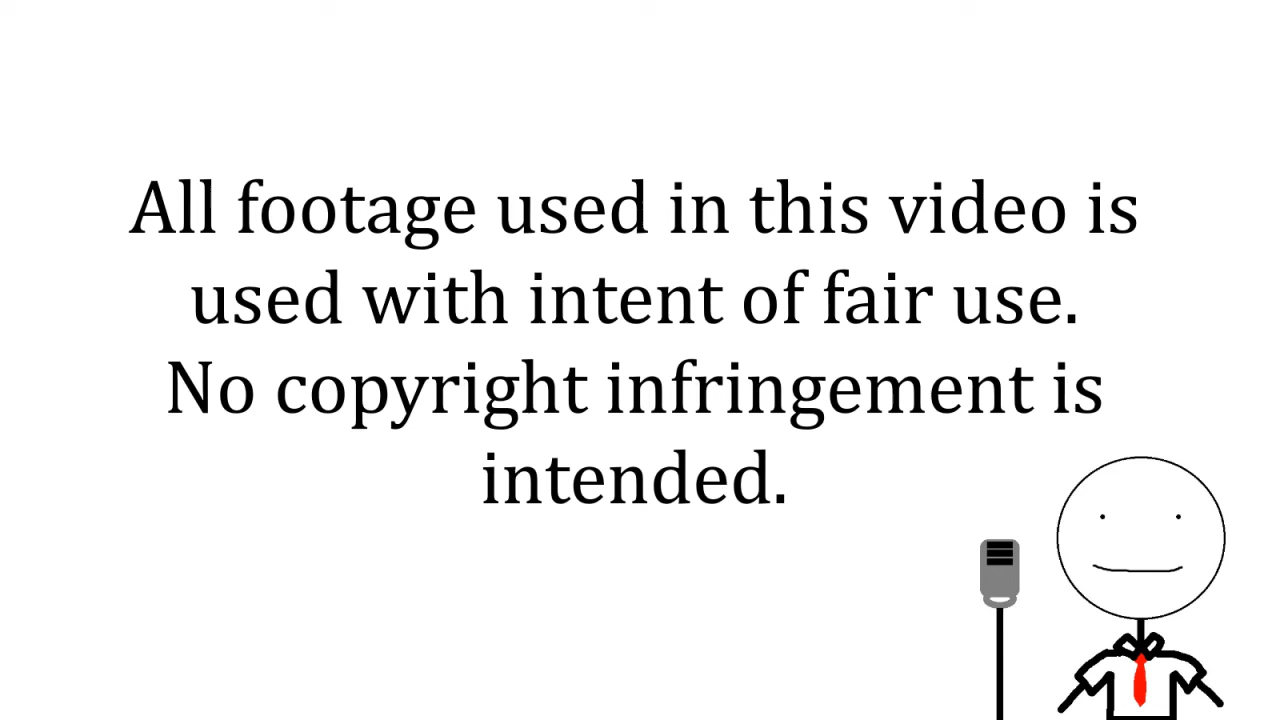 All footage used in this video is
used with intent of fair use.
No copyright infringement is
intended.